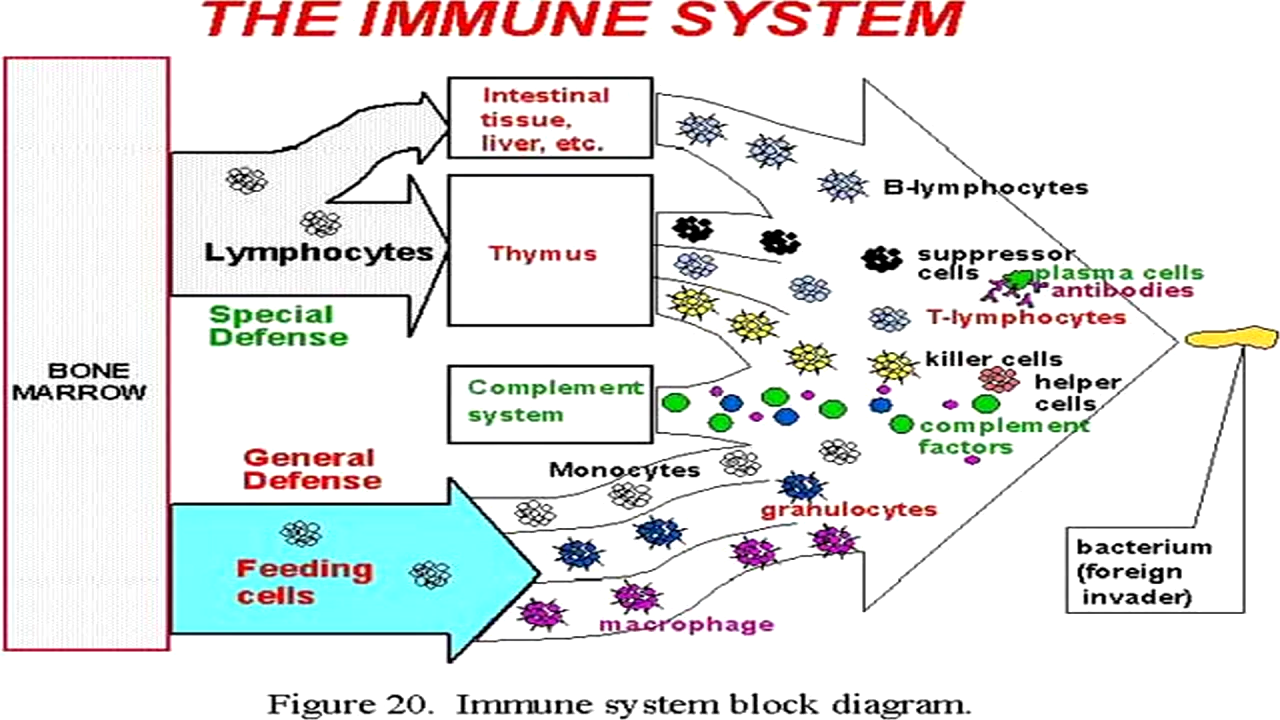 THE IMMUNE SYSTEM
BONE
MARROW
Intestinal
tissue,
liver, etc.
Lymphocytes
Thymus
Special
Defense
Complement
system
General
Defense
Feeding
cells
B-lymphocytes
suppressor
cells
plasma cells
antibodies
T-lymphocytes
killer cells
helper
cells
complement
factors
Monocytes
granulocytes
macrophage
bacterium
(foreign
invader)
Figure 20. Immune system block diagram.